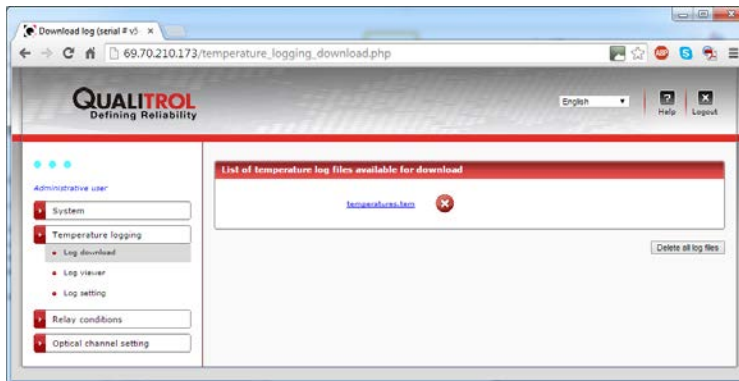 Download log (serial # v5
69.70.210.173/temperature_logging_download.php
QUALITROL
Defining Reliability
English
?
Help
X
Logout
Administrative user
System
Temperature logging
Log download
Log viewer
Log setting
Relay conditions
Optical channel setting
List of temperature log files available for download
temperatures.tem
Delete all log files